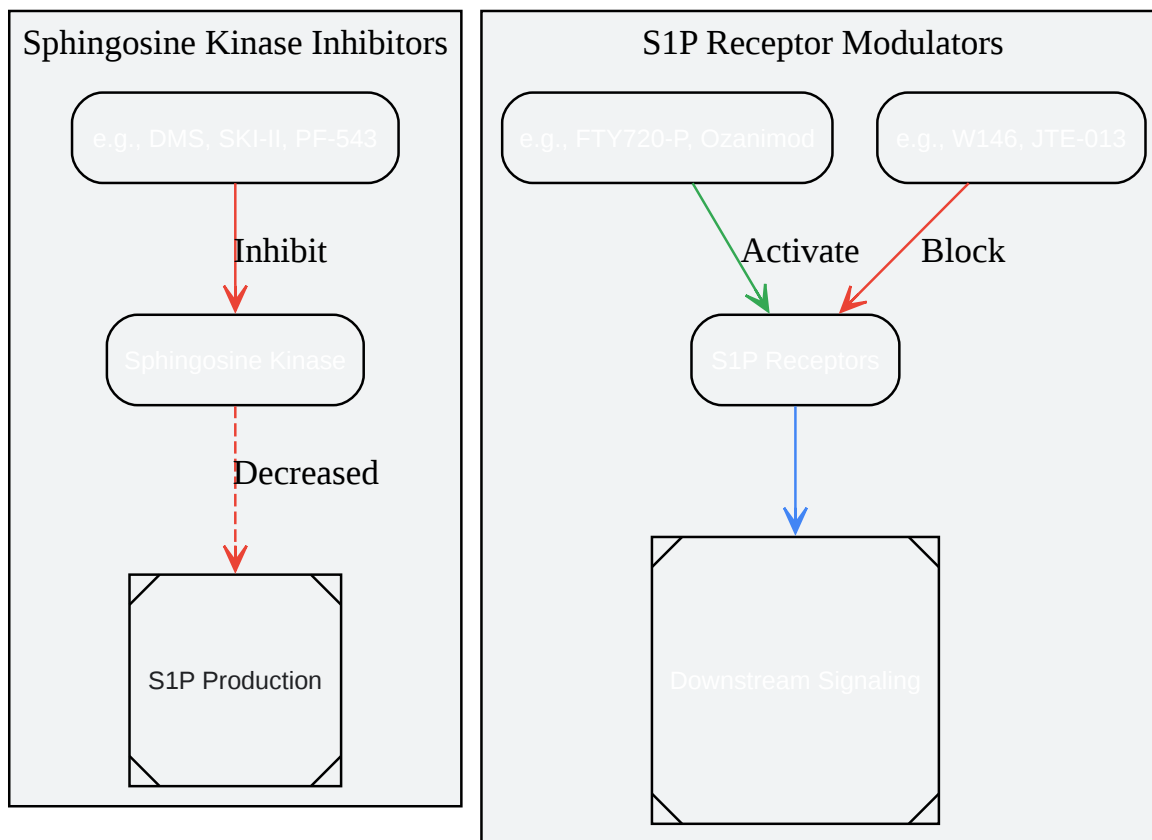 Sphingosine Kinase Inhibitors
e.g., DMS, SKI-II, PF-543
Inhibit
Sphingosine Kinase
Decreased
S1P Production
S1P Receptor Modulators
e.g., FTY720-P, Ozanimod
e.g., W146, JTE-013
Activate
Block
S1P Receptors
Downstream Signaling